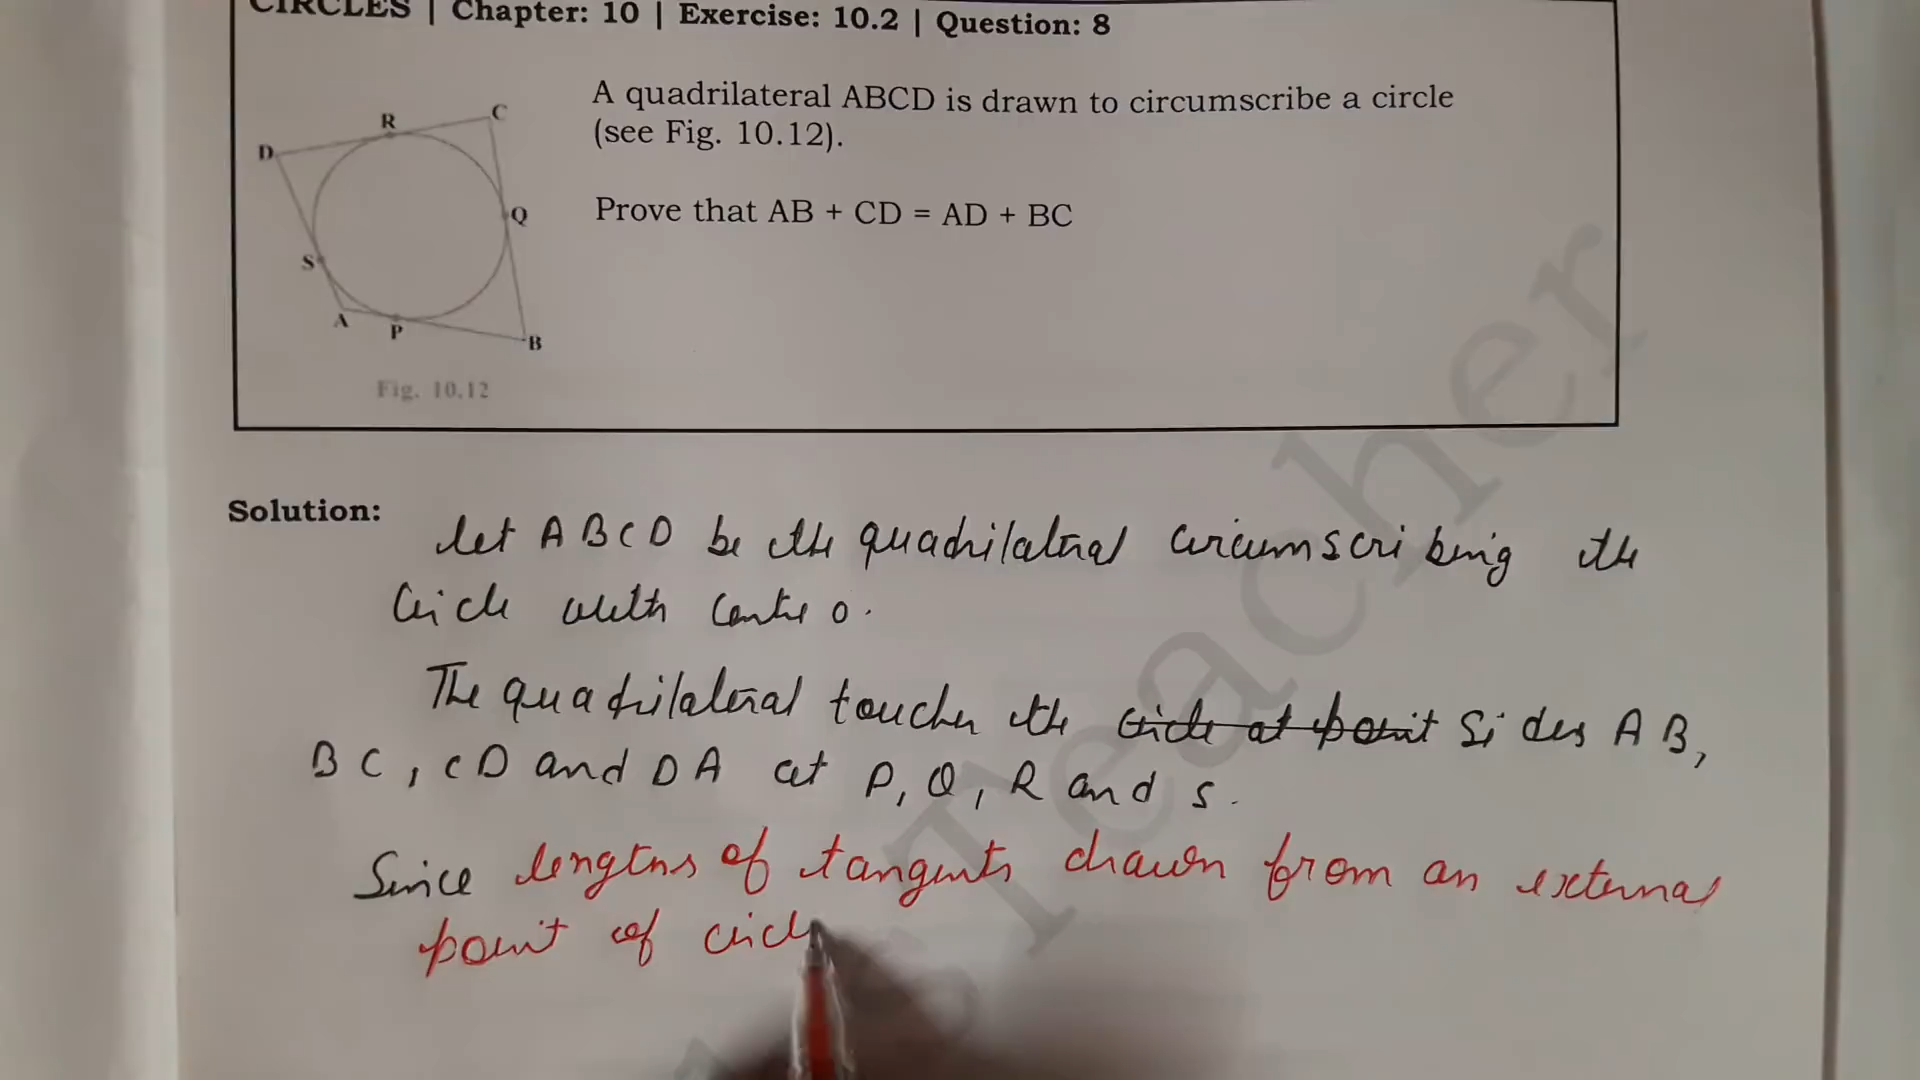 CIRCLES | Chapter: 10 | Exercise: 10.2 | Question: 8
A quadrilateral ABCD is drawn to circumscribe a circle
(see Fig. 10.12).
Prove that AB + CD = AD + BC
R
C
D
Q
S
A
P
B
Fig. 10.12
Solution:
let ABCD be the quadrilateral circumscribing the
Circle with centre O.
The quadrilateral touches the circle at point Sides AB,
BC, CD and DA at P, Q, R and S.
Since lengths of tangents drawn from an external
point of circl
Teacher